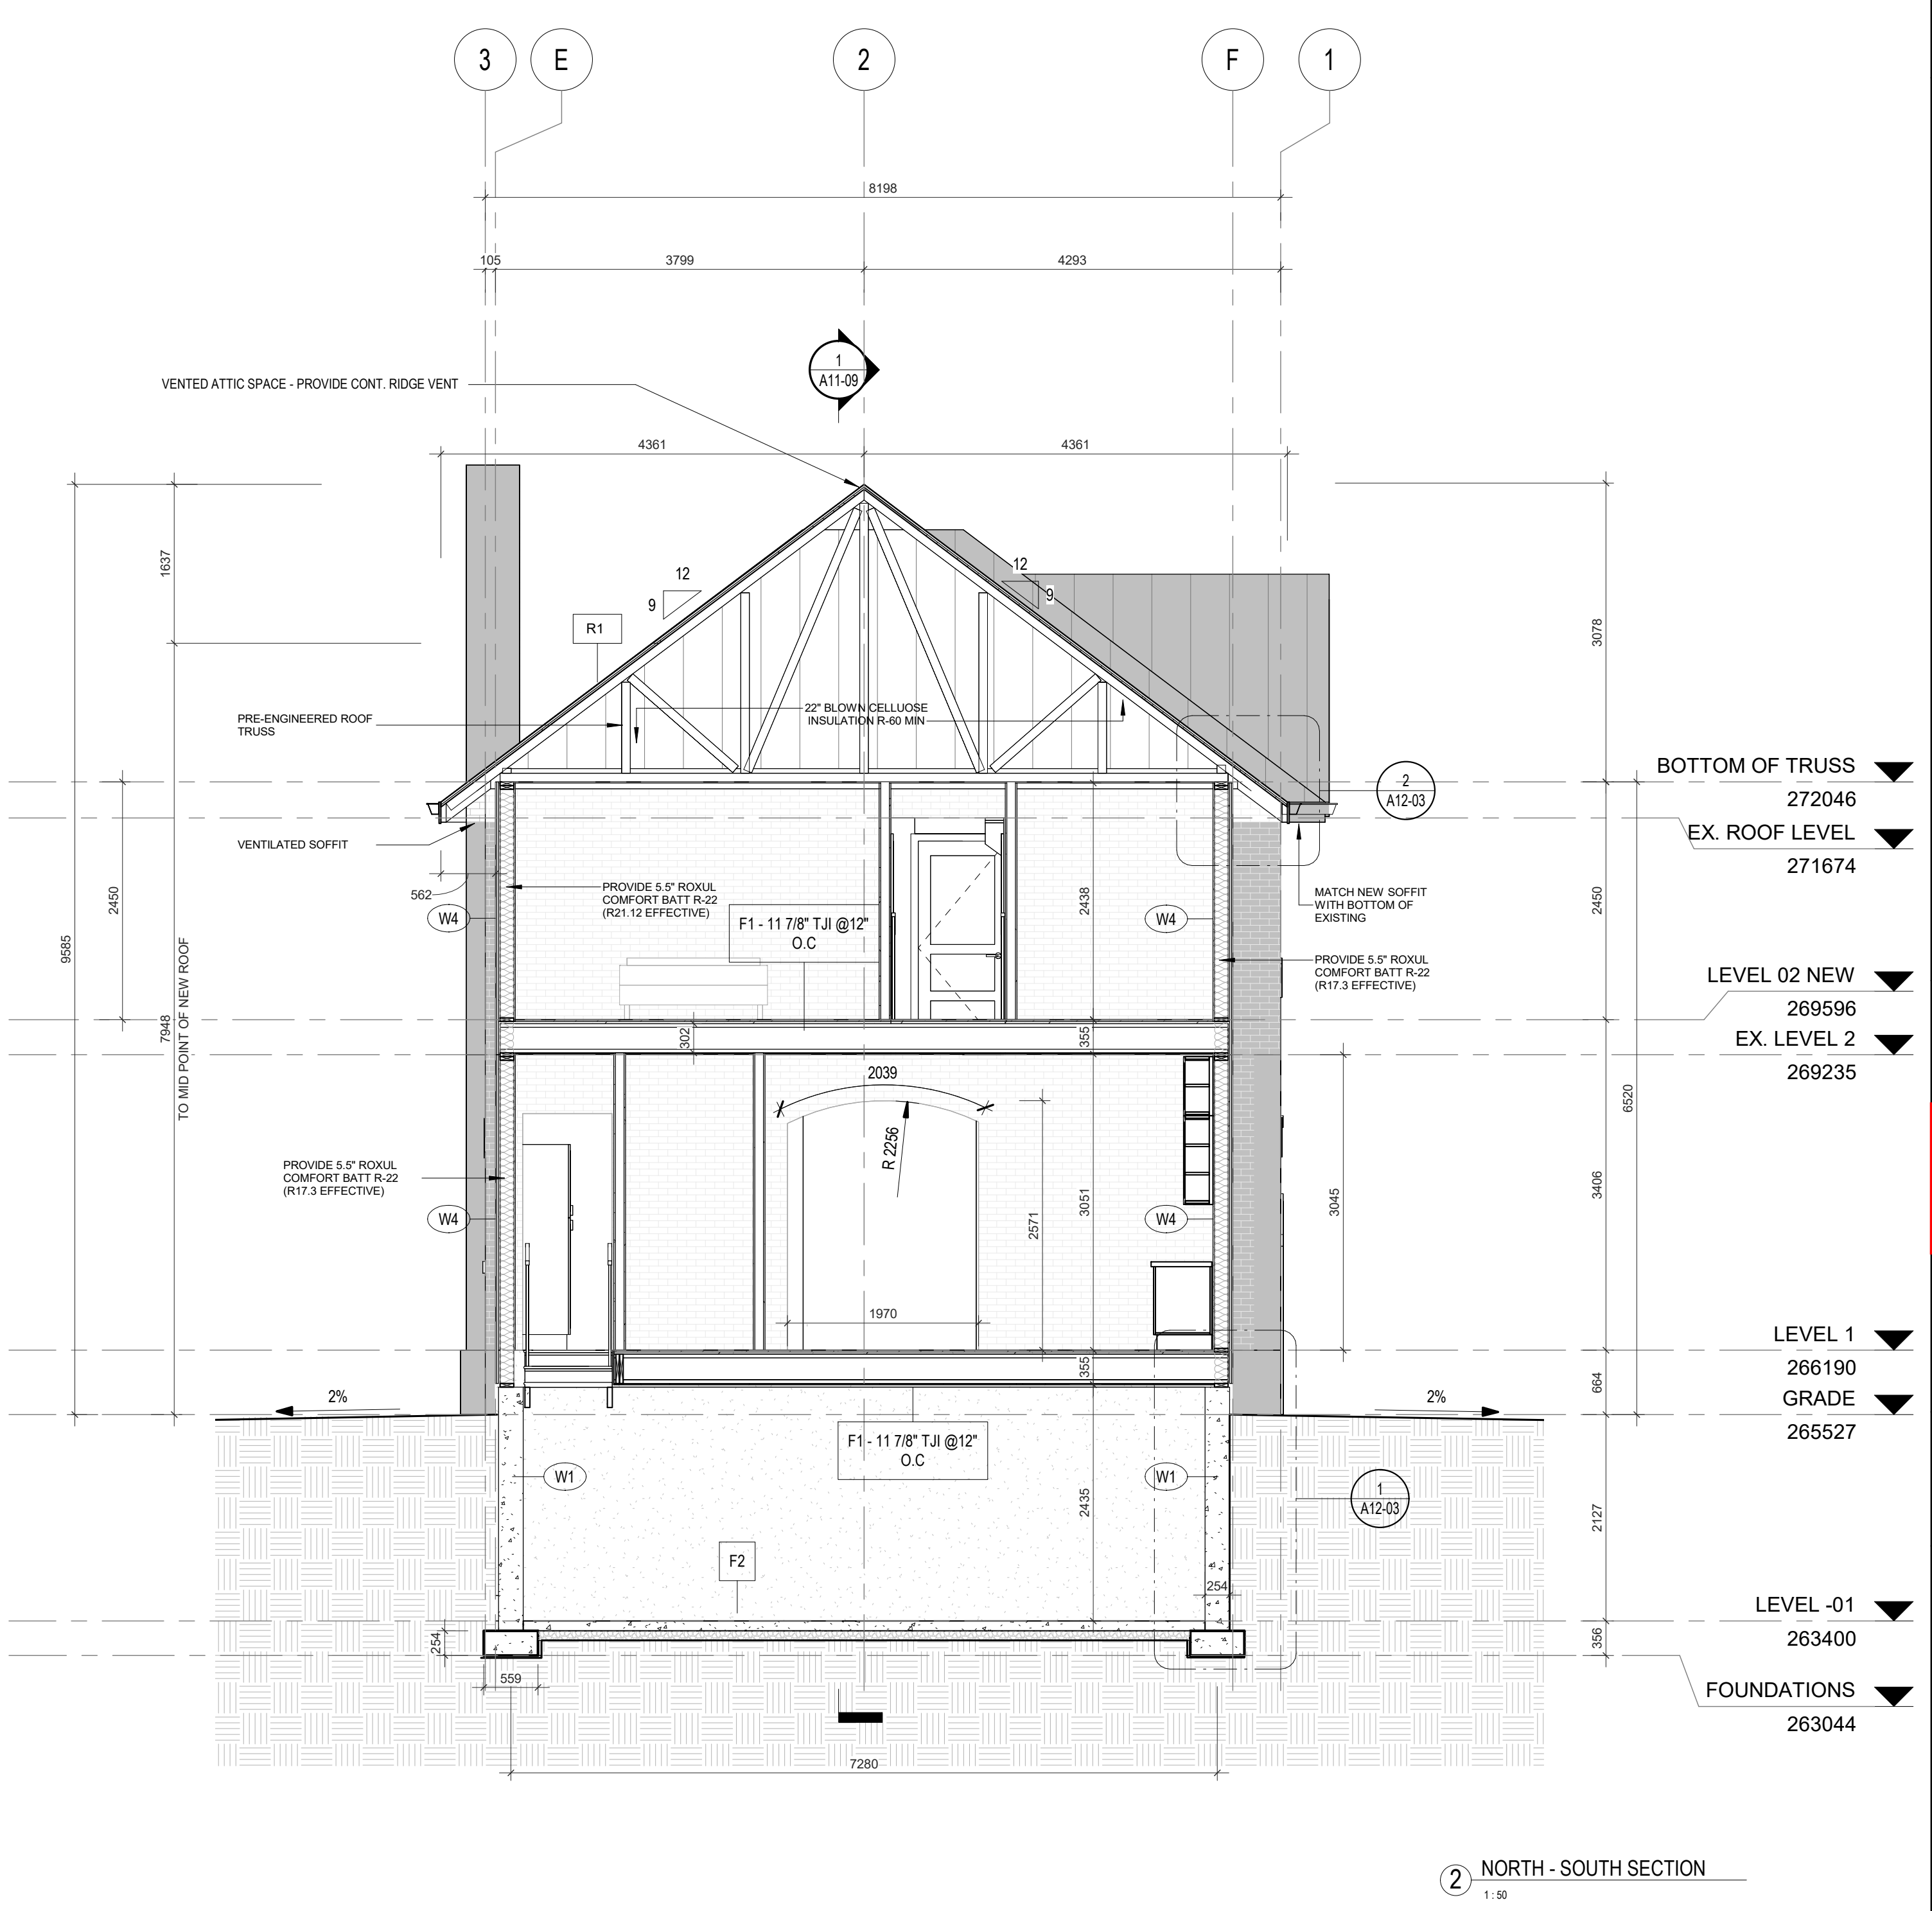 3
E
2
F
1
8198
105
3799
4293
1
A11-09
VENTED ATTIC SPACE - PROVIDE CONT. RIDGE VENT
4361
4361
1637
12
9
12
9
R1
3078
PRE-ENGINEERED ROOF
TRUSS
22" BLOWN CELLUOSE
INSULATION R-60 MIN
BOTTOM OF TRUSS
272046
2
A12-03
EX. ROOF LEVEL
271674
VENTILATED SOFFIT
562
W4
PROVIDE 5.5" ROXUL
COMFORT BATT R-22
(R21.12 EFFECTIVE)
F1 - 11 7/8" TJI @12"
O.C
2438
W4
MATCH NEW SOFFIT
WITH BOTTOM OF
EXISTING
2450
2450
9585
PROVIDE 5.5" ROXUL
COMFORT BATT R-22
(R17.3 EFFECTIVE)
LEVEL 02 NEW
269596
7948
TO MID POINT OF NEW ROOF
302
355
EX. LEVEL 2
269235
2039
R 2256
6520
PROVIDE 5.5" ROXUL
COMFORT BATT R-22
(R17.3 EFFECTIVE)
W4
2571
3051
W4
3045
3406
1970
LEVEL 1
266190
355
664
2%
2%
GRADE
265527
F1 - 11 7/8" TJI @12"
O.C
W1
W1
2435
1
A12-03
2127
F2
254
LEVEL -01
263400
254
356
559
FOUNDATIONS
263044
7280
2
NORTH - SOUTH SECTION
1 : 50